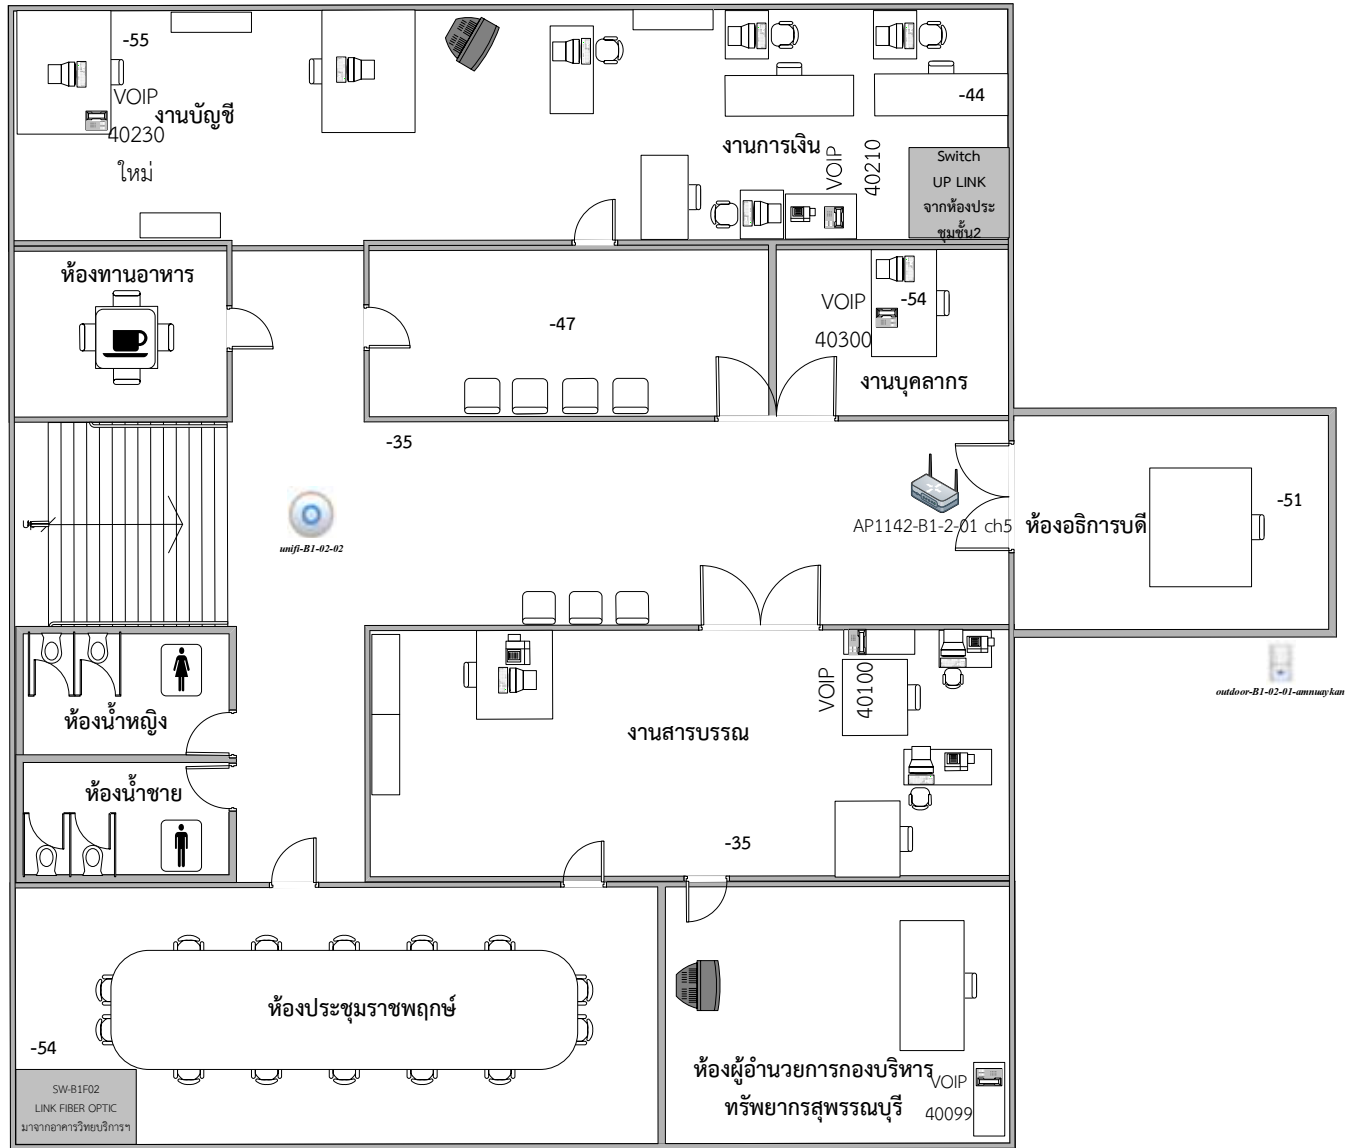 -55
VOIP
งานบัญชี
40230
ใหม่
-44
งานการเงิน
VOIP
40210
Switch
UP LINK
จากห้องประ
ชุมชั้น2
ห้องทานอาหาร
-47
VOIP
-54
40300
งานบุคลากร
-35
unifi-B1-02-02
AP1142-B1-2-01 ch5
ห้องอธิการบดี
-51
outdoor-B1-02-01-amnuaykan
ห้องน้ำหญิง
ห้องน้ำชาย
VOIP
40100
งานสารบรรณ
-35
ห้องประชุมราชพฤกษ์
-54
SW-B1F02
LINK FIBER OPTIC
มาจากอาคารวิทยบริการฯ
ห้องผู้อำนวยการกองบริหาร
ทรัพยากรสุพรรณบุรี
VOIP
40099